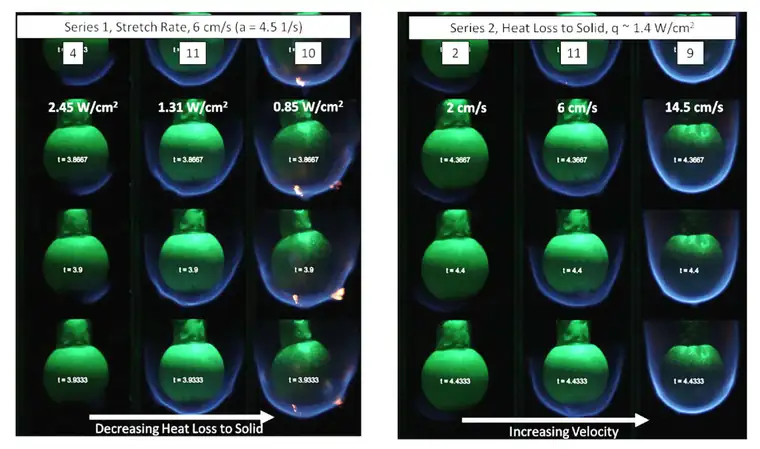 Series 1, Stretch Rate, 6 cm/s (a = 4.5 1/s)
4 11 10
2.45 W/cm² 1.31 W/cm² 0.85 W/cm²
t = 3.8667 t = 3.8667 t = 3.8667
t = 3.9 t = 3.9 t = 3.9
t = 3.9333 t = 3.9333 t = 3.9333
Decreasing Heat Loss to Solid
Series 2, Heat Loss to Solid, q ~ 1.4 W/cm²
2 11 9
2 cm/s 6 cm/s 14.5 cm/s
t = 4.3667 t = 4.3667 t = 4.3667
t = 4.4 t = 4.4 t = 4.4
t = 4.4333 t = 4.4333 t = 4.4333
Increasing Velocity